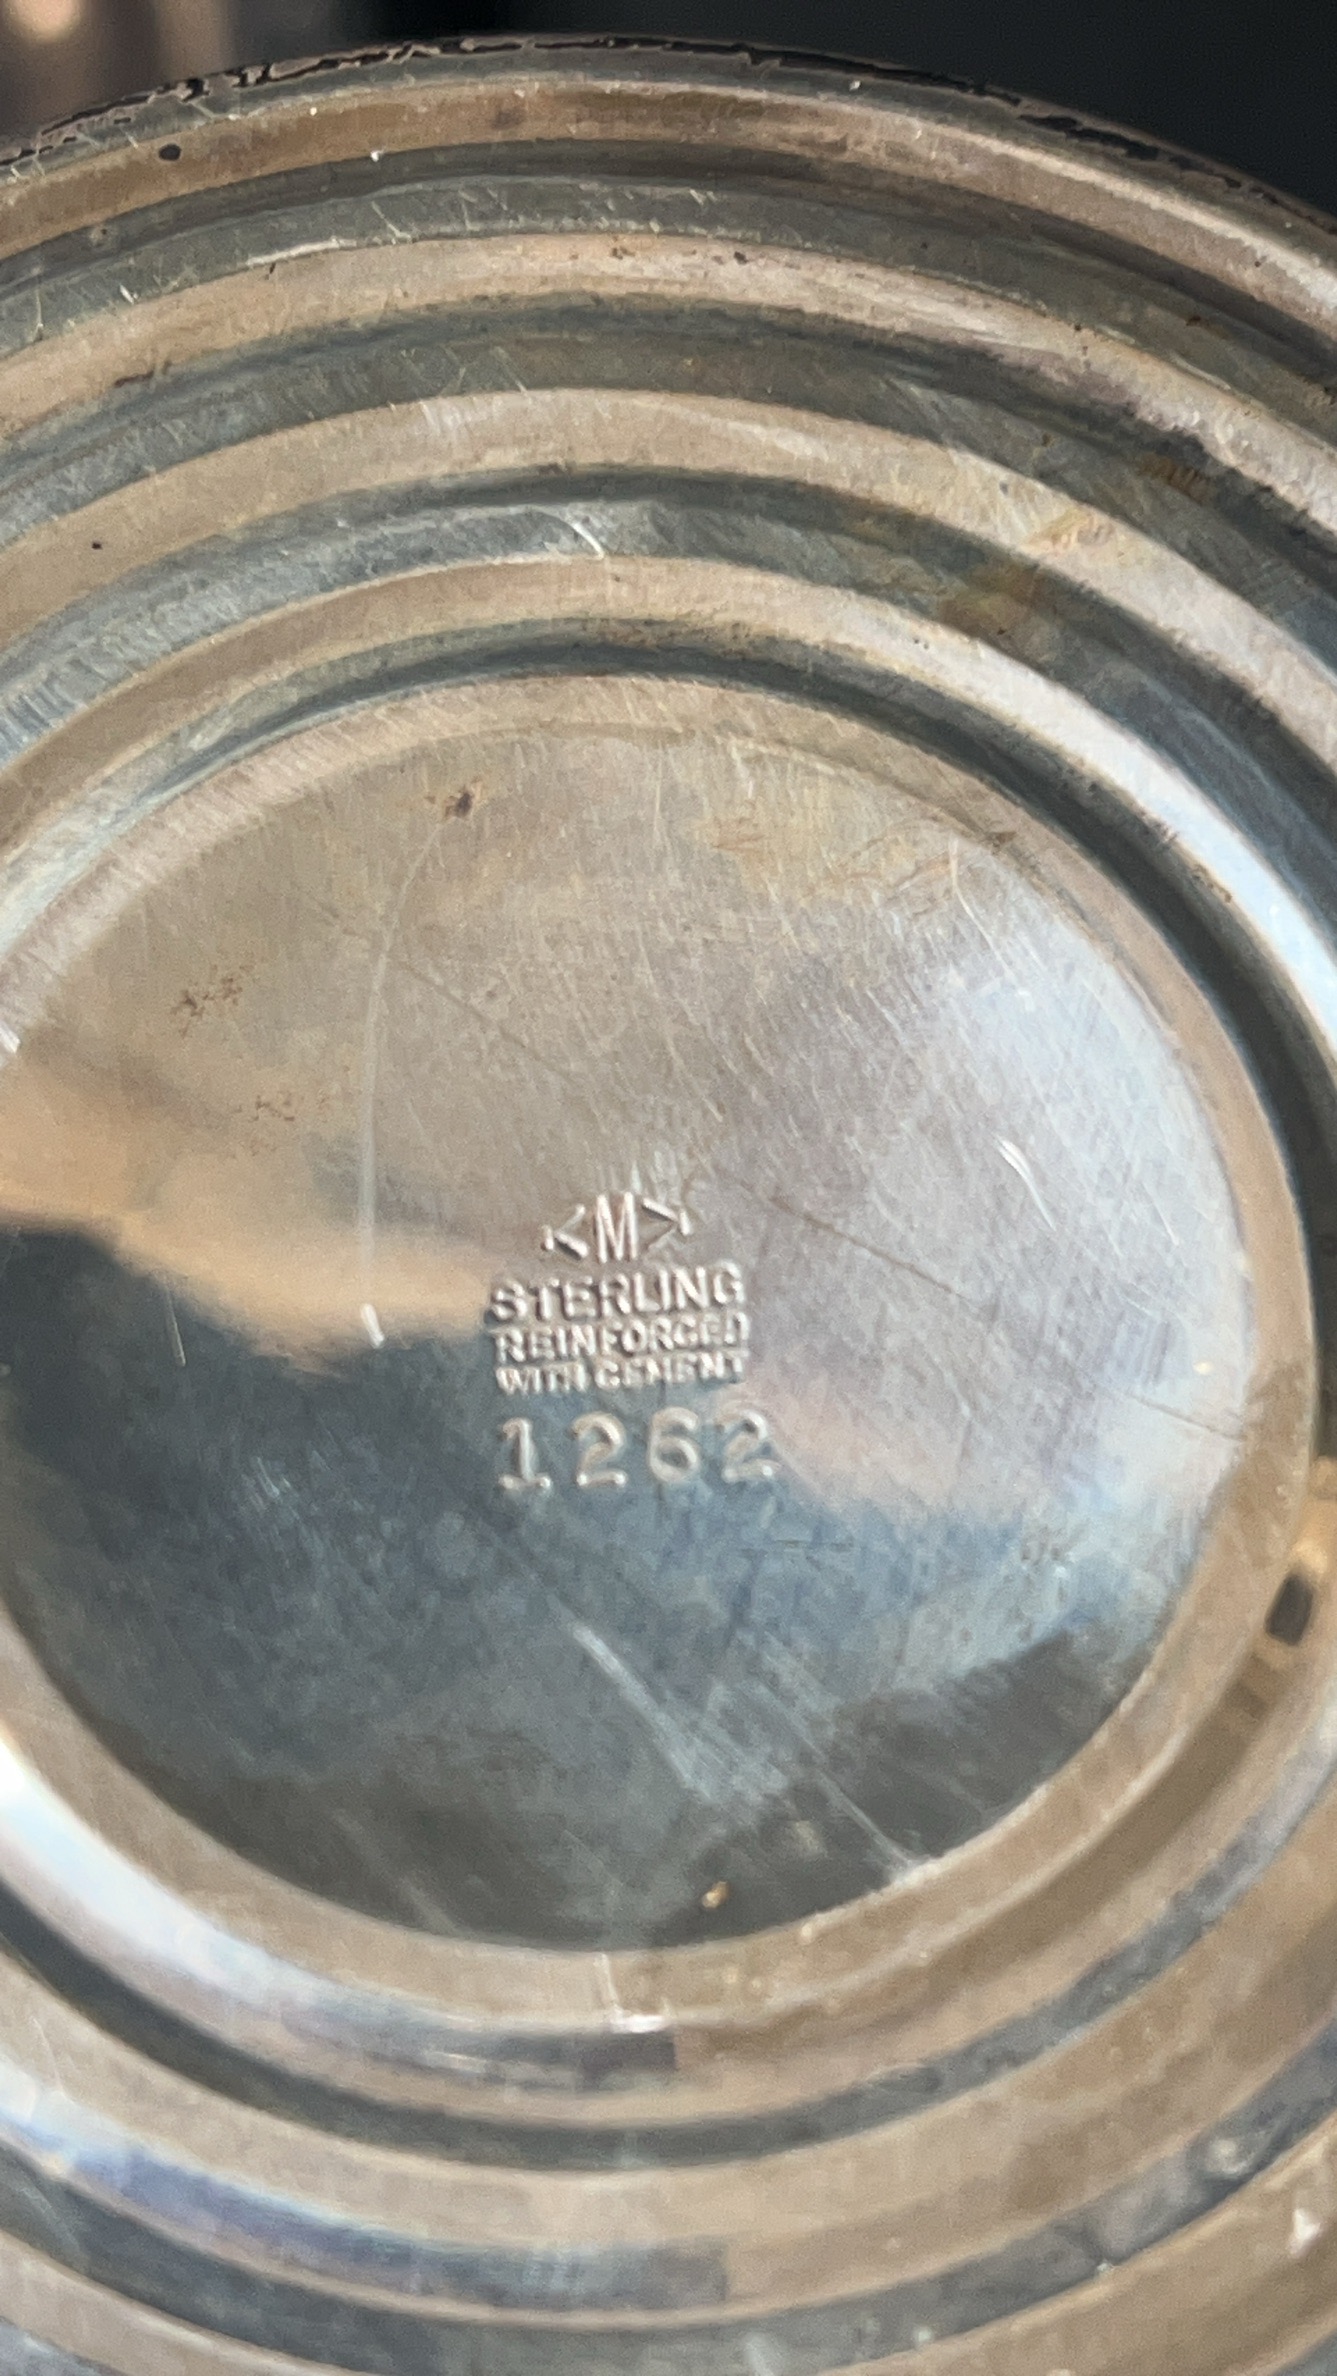 <M>
STERLING
REINFORCED
WITH CEMENT
1262